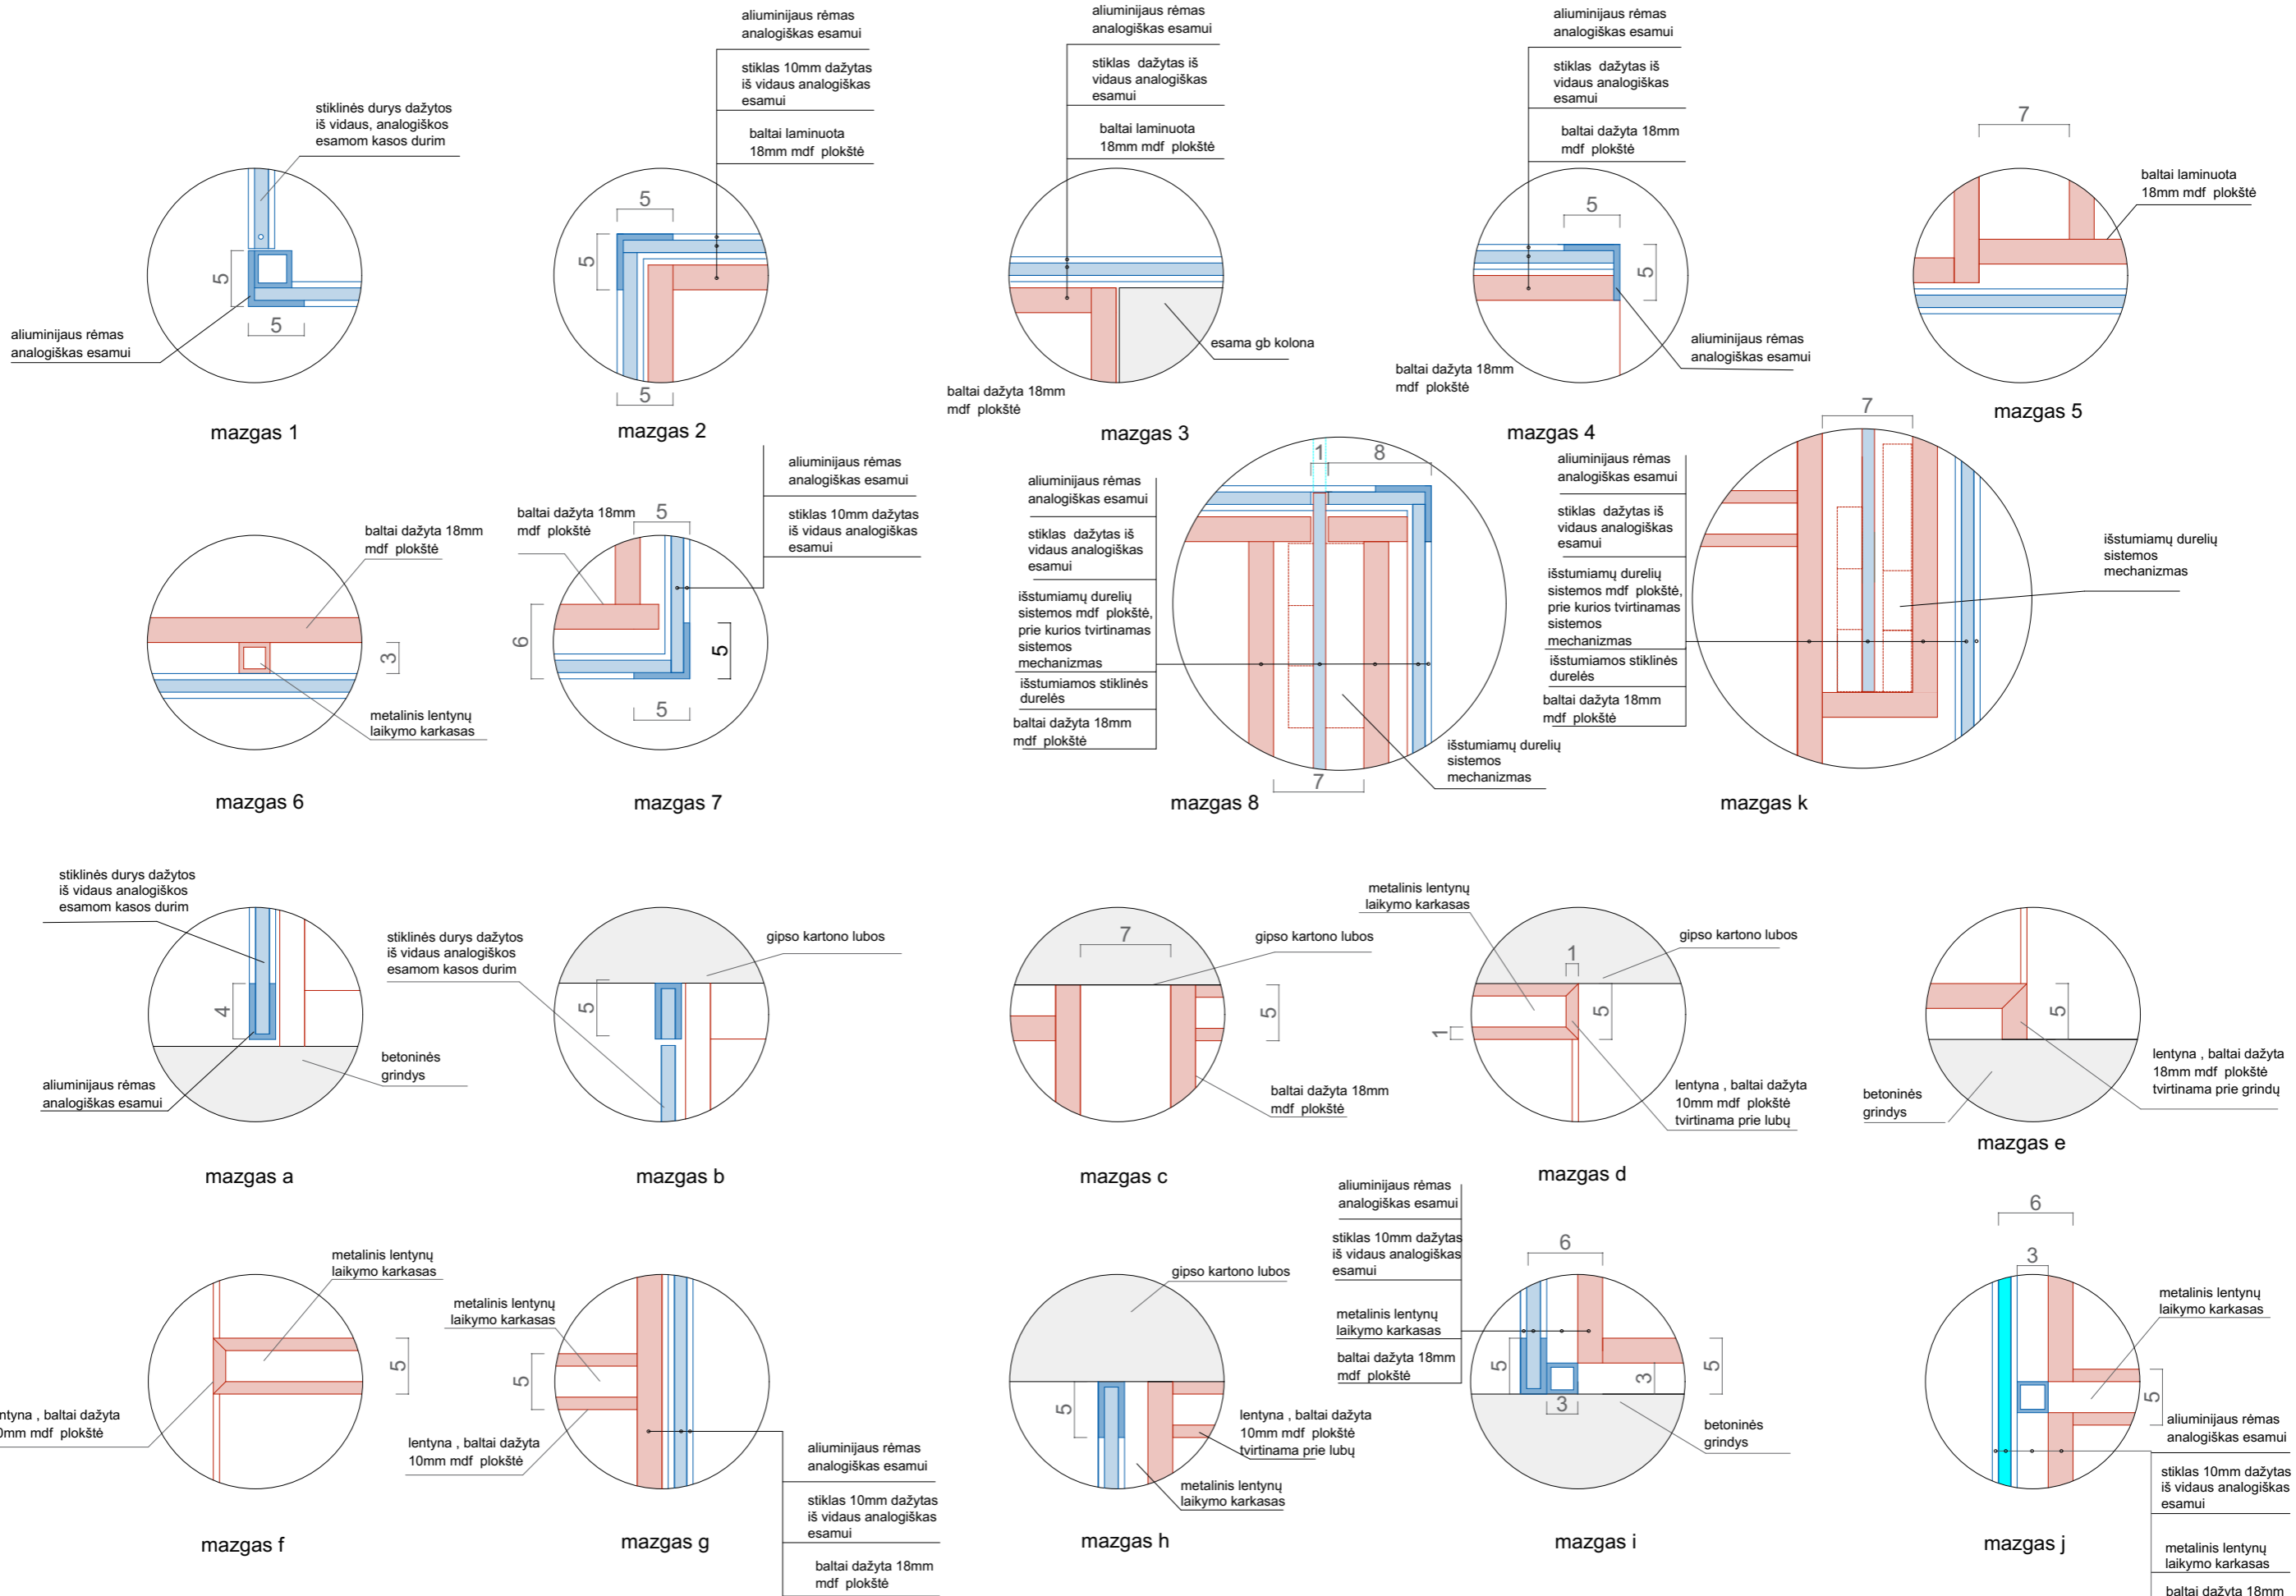 aliuminijaus rėmas
analogiškas esamui
stiklas 10mm dažytas
iš vidaus analogiškas
esamui
baltai laminuota
18mm mdf plokštė
stiklinės durys dažytos
iš vidaus, analogiškos
esamom kasos durim
5
5
aliuminijaus rėmas
analogiškas esamui
mazgas 1
5
5
5
mazgas 2
aliuminijaus rėmas
analogiškas esamui
stiklas dažytas iš
vidaus analogiškas
esamui
baltai laminuota
18mm mdf plokštė
esama gb kolona
baltai dažyta 18mm
mdf plokštė
mazgas 3
aliuminijaus rėmas
analogiškas esamui
stiklas dažytas iš
vidaus analogiškas
esamui
baltai dažyta 18mm
mdf plokštė
5
5
aliuminijaus rėmas
analogiškas esamui
baltai dažyta 18mm
mdf plokštė
mazgas 4
7
baltai laminuota
18mm mdf plokštė
mazgas 5
baltai dažyta 18mm
mdf plokštė
3
metalinis lentynų
laikymo karkasas
mazgas 6
aliuminijaus rėmas
analogiškas esamui
stiklas 10mm dažytas
iš vidaus analogiškas
esamui
baltai dažyta 18mm
mdf plokštė
5
6
5
5
mazgas 7
aliuminijaus rėmas
analogiškas esamui
stiklas dažytas iš
vidaus analogiškas
esamui
išstumiamų durelių
sistemos mdf plokštė,
prie kurios tvirtinamas
sistemos
mechanizmas
išstumiamos stiklinės
durelės
baltai dažyta 18mm
mdf plokštė
1
8
7
išstumiamų durelių
sistemos
mechanizmas
mazgas 8
aliuminijaus rėmas
analogiškas esamui
stiklas dažytas iš
vidaus analogiškas
esamui
išstumiamų durelių
sistemos mdf plokštė,
prie kurios tvirtinamas
sistemos
mechanizmas
išstumiamos stiklinės
durelės
baltai dažyta 18mm
mdf plokštė
7
išstumiamų durelių
sistemos
mechanizmas
mazgas k
stiklinės durys dažytos
iš vidaus analogiškos
esamom kasos durim
4
betoninės
grindys
aliuminijaus rėmas
analogiškas esamui
mazgas a
stiklinės durys dažytos
iš vidaus analogiškos
esamom kasos durim
gipso kartono lubos
5
mazgas b
7
gipso kartono lubos
5
baltai dažyta 18mm
mdf plokštė
mazgas c
metalinis lentynų
laikymo karkasas
gipso kartono lubos
1
5
1
lentyna , baltai dažyta
10mm mdf plokštė
tvirtinama prie lubų
mazgas d
5
lentyna , baltai dažyta
18mm mdf plokštė
tvirtinama prie grindų
betoninės
grindys
mazgas e
metalinis lentynų
laikymo karkasas
5
entyna , baltai dažyta
0mm mdf plokštė
mazgas f
metalinis lentynų
laikymo karkasas
5
lentyna , baltai dažyta
10mm mdf plokštė
aliuminijaus rėmas
analogiškas esamui
stiklas 10mm dažytas
iš vidaus analogiškas
esamui
baltai dažyta 18mm
mdf plokštė
mazgas g
gipso kartono lubos
5
lentyna , baltai dažyta
10mm mdf plokštė
tvirtinama prie lubų
metalinis lentynų
laikymo karkasas
mazgas h
aliuminijaus rėmas
analogiškas esamui
stiklas 10mm dažytas
iš vidaus analogiškas
esamui
metalinis lentynų
laikymo karkasas
baltai dažyta 18mm
mdf plokštė
6
5
3
3
5
betoninės
grindys
mazgas i
6
3
metalinis lentynų
laikymo karkasas
5
aliuminijaus rėmas
analogiškas esamui
stiklas 10mm dažytas
iš vidaus analogiškas
esamui
metalinis lentynų
laikymo karkasas
baltai dažyta 18mm
mazgas j